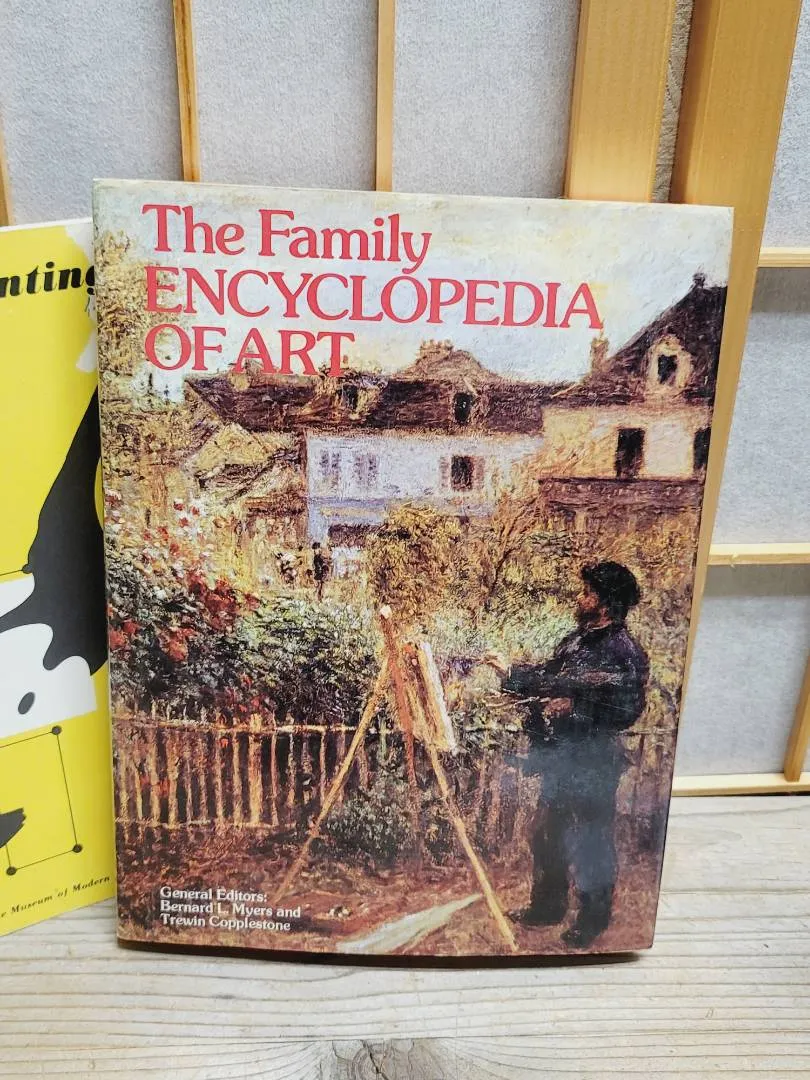 The Family
ENCYCLOPEDIA
OF ART
General Editors:
Bernard L. Myers and
Trewin Copplestone
nting
e Museum of Modern